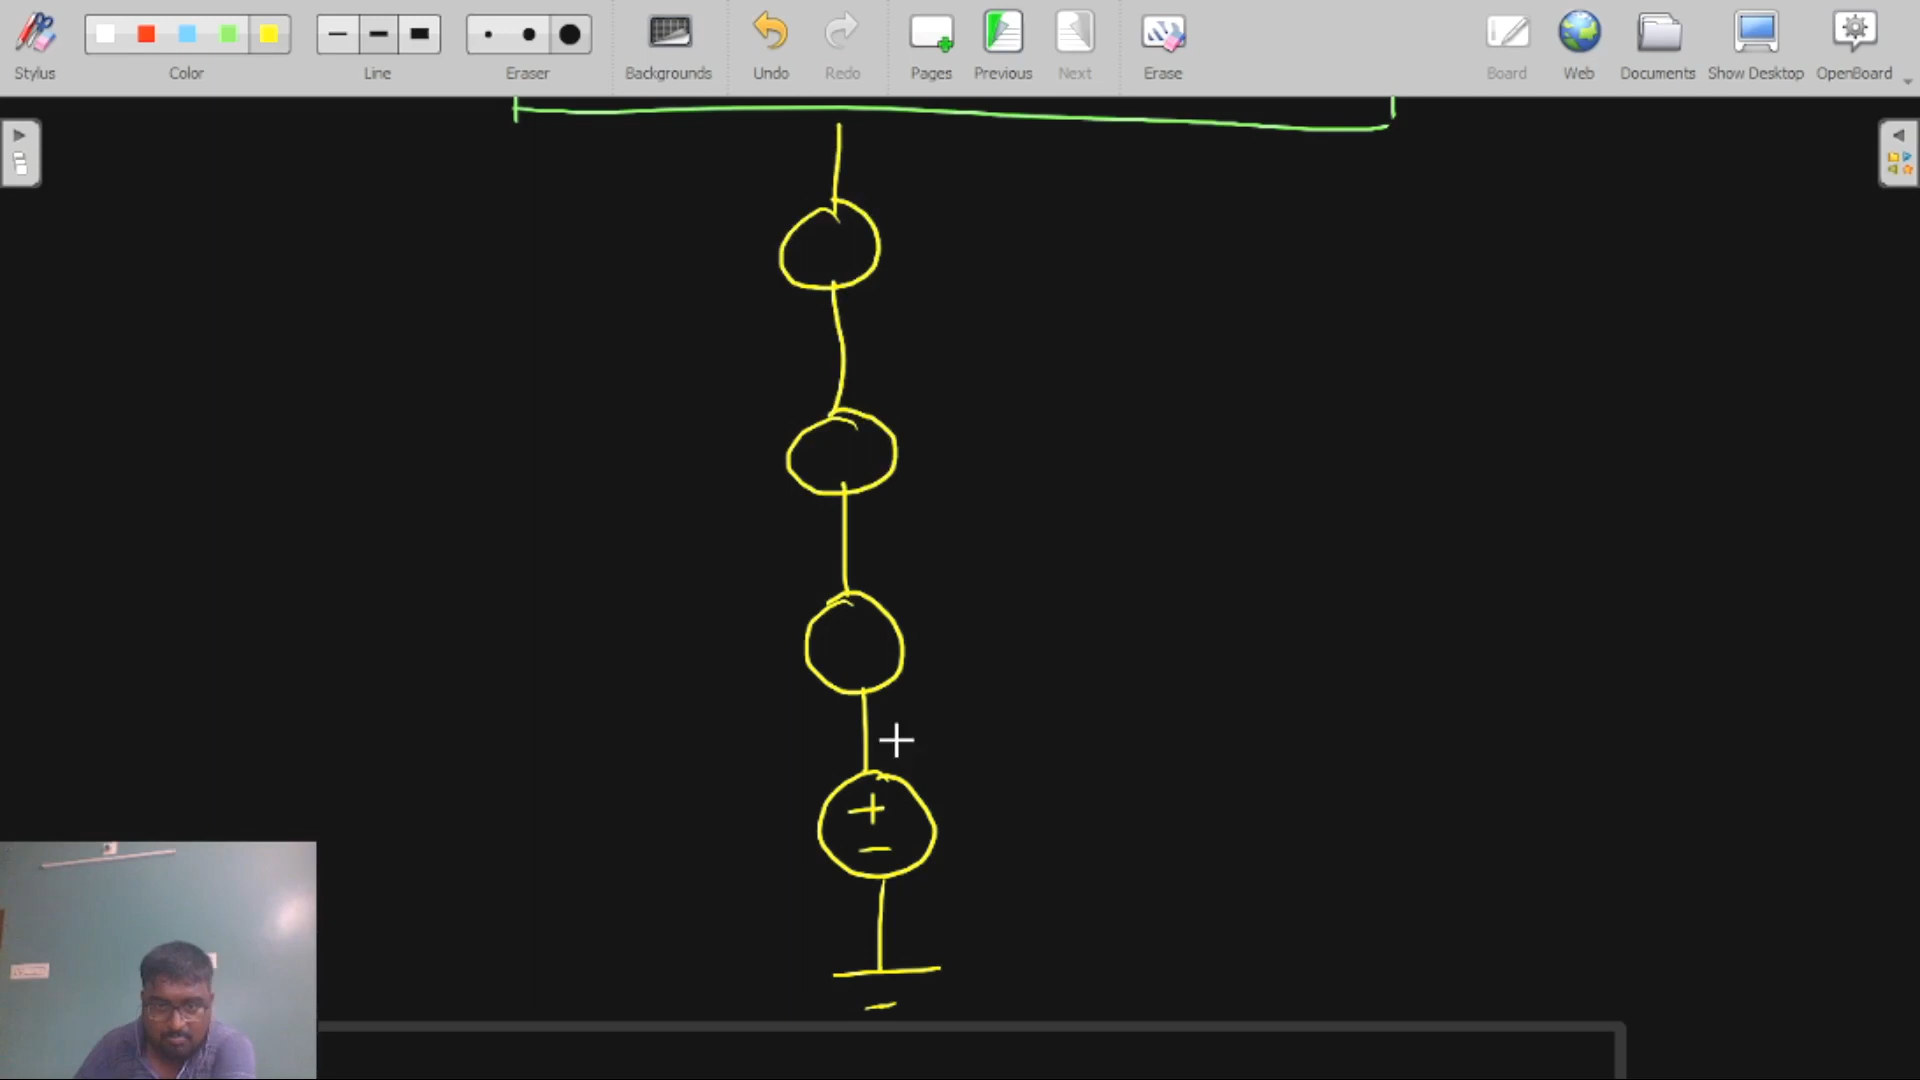 Stylus Color Line Eraser Backgrounds Undo Redo Pages Previous Next Erase Board Web Documents Show Desktop OpenBoard
+
−